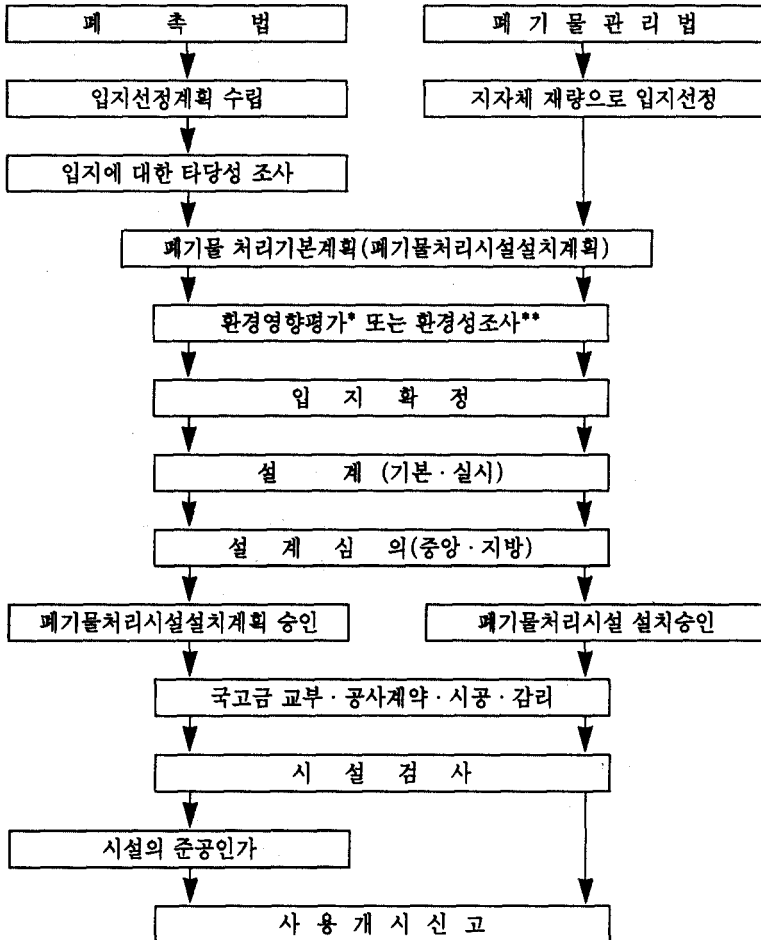 폐 촉 법
폐 기 물 관 리 법
입지선정계획 수립
지자체 재량으로 입지선정
입지에 대한 타당성 조사
폐기물 처리기본계획(폐기물처리시설설치계획)
환경영향평가* 또는 환경성조사**
입 지 확 정
설 계 (기본·실시)
설 계 심 의(중앙·지방)
폐기물처리시설설치계획 승인
폐기물처리시설 설치승인
국고금 교부·공사계약·시공·감리
시 설 검 사
시설의 준공인가
사 용 개 시 신 고